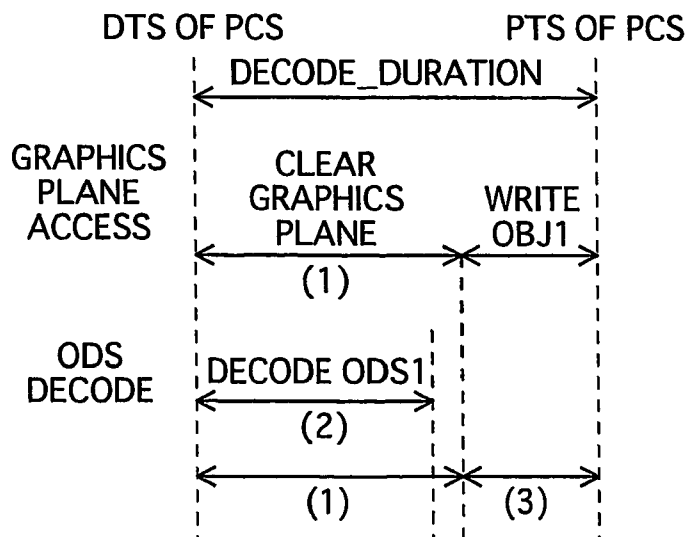 DTS OF PCS
PTS OF PCS
DECODE_DURATION
GRAPHICS
PLANE
ACCESS
CLEAR
GRAPHICS
PLANE
WRITE
OBJ1
(1)
ODS
DECODE
DECODE ODS1
(2)
(1)
(3)